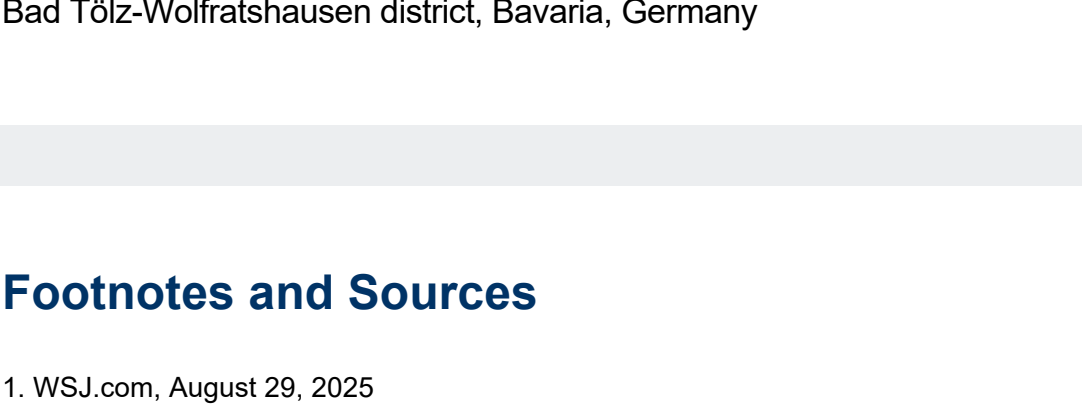 Bad Tölz-Wolfratshausen district, Bavaria, Germany
Footnotes and Sources
1. WSJ.com, August 29, 2025